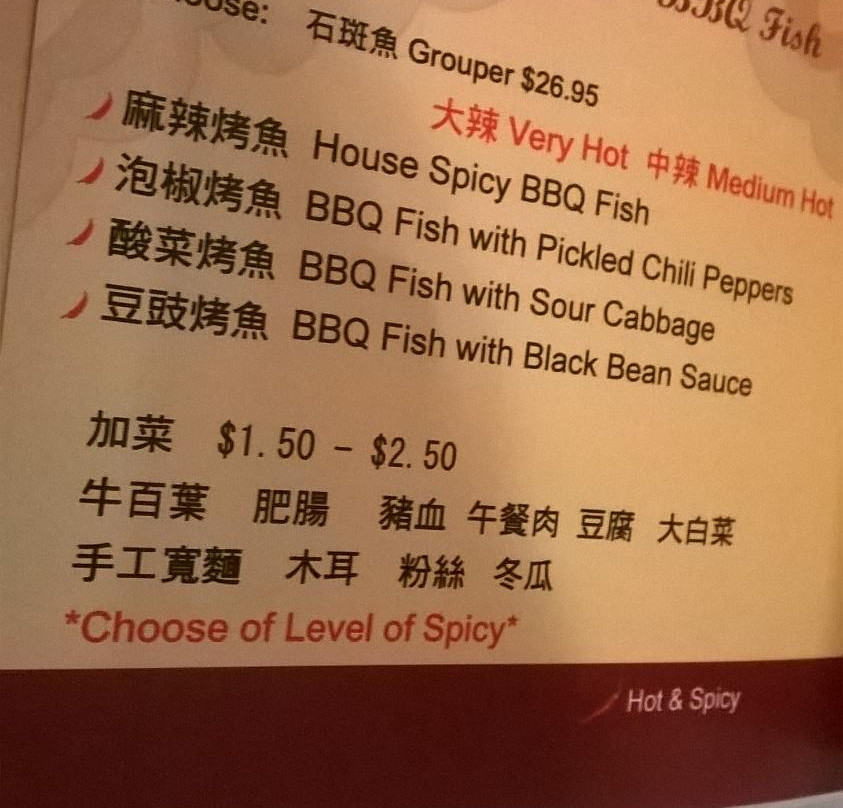 BBQ Fish
石斑魚 Grouper $26.95
大辣 Very Hot 中辣 Medium Hot
麻辣烤魚 House Spicy BBQ Fish
泡椒烤魚 BBQ Fish with Pickled Chili Peppers
酸菜烤魚 BBQ Fish with Sour Cabbage
豆豉烤魚 BBQ Fish with Black Bean Sauce
加菜 $1.50 - $2.50
牛百葉 肥腸 豬血 午餐肉 豆腐 大白菜
手工寬麵 木耳 粉絲 冬瓜
*Choose of Level of Spicy*
Hot & Spicy